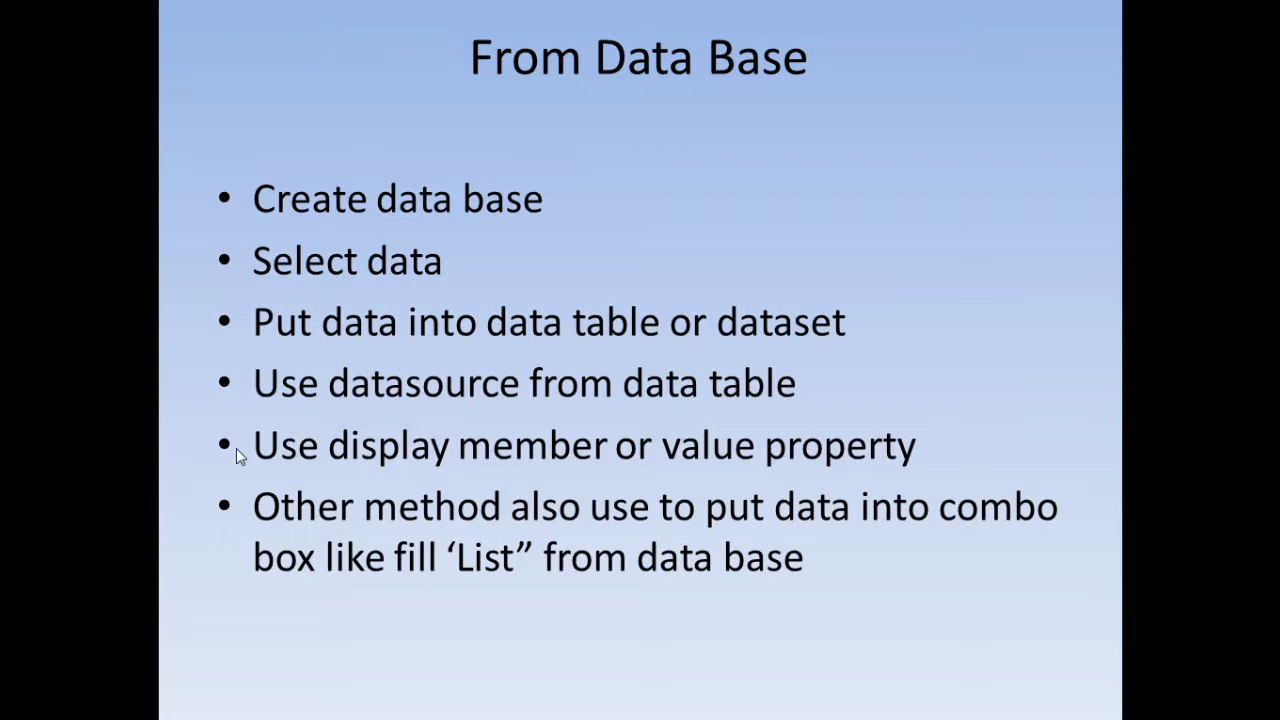 From Data Base
• Create data base
• Select data
• Put data into data table or dataset
• Use datasource from data table
• Use display member or value property
• Other method also use to put data into combo
box like fill ‘List” from data base